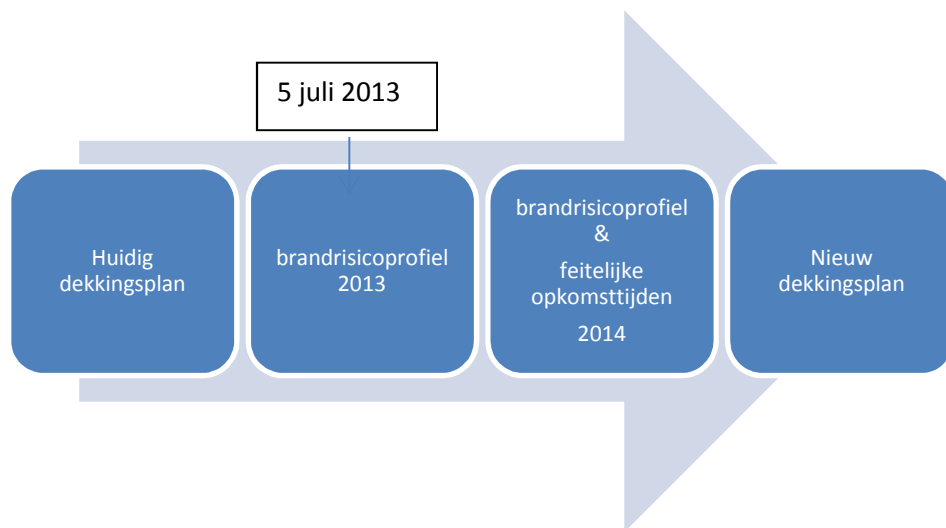 5 juli 2013
Huidig
dekkingsplan
brandrisicoprofiel
2013
brandrisicoprofiel
&
feitelijke
opkomsttijden
2014
Nieuw
dekkingsplan